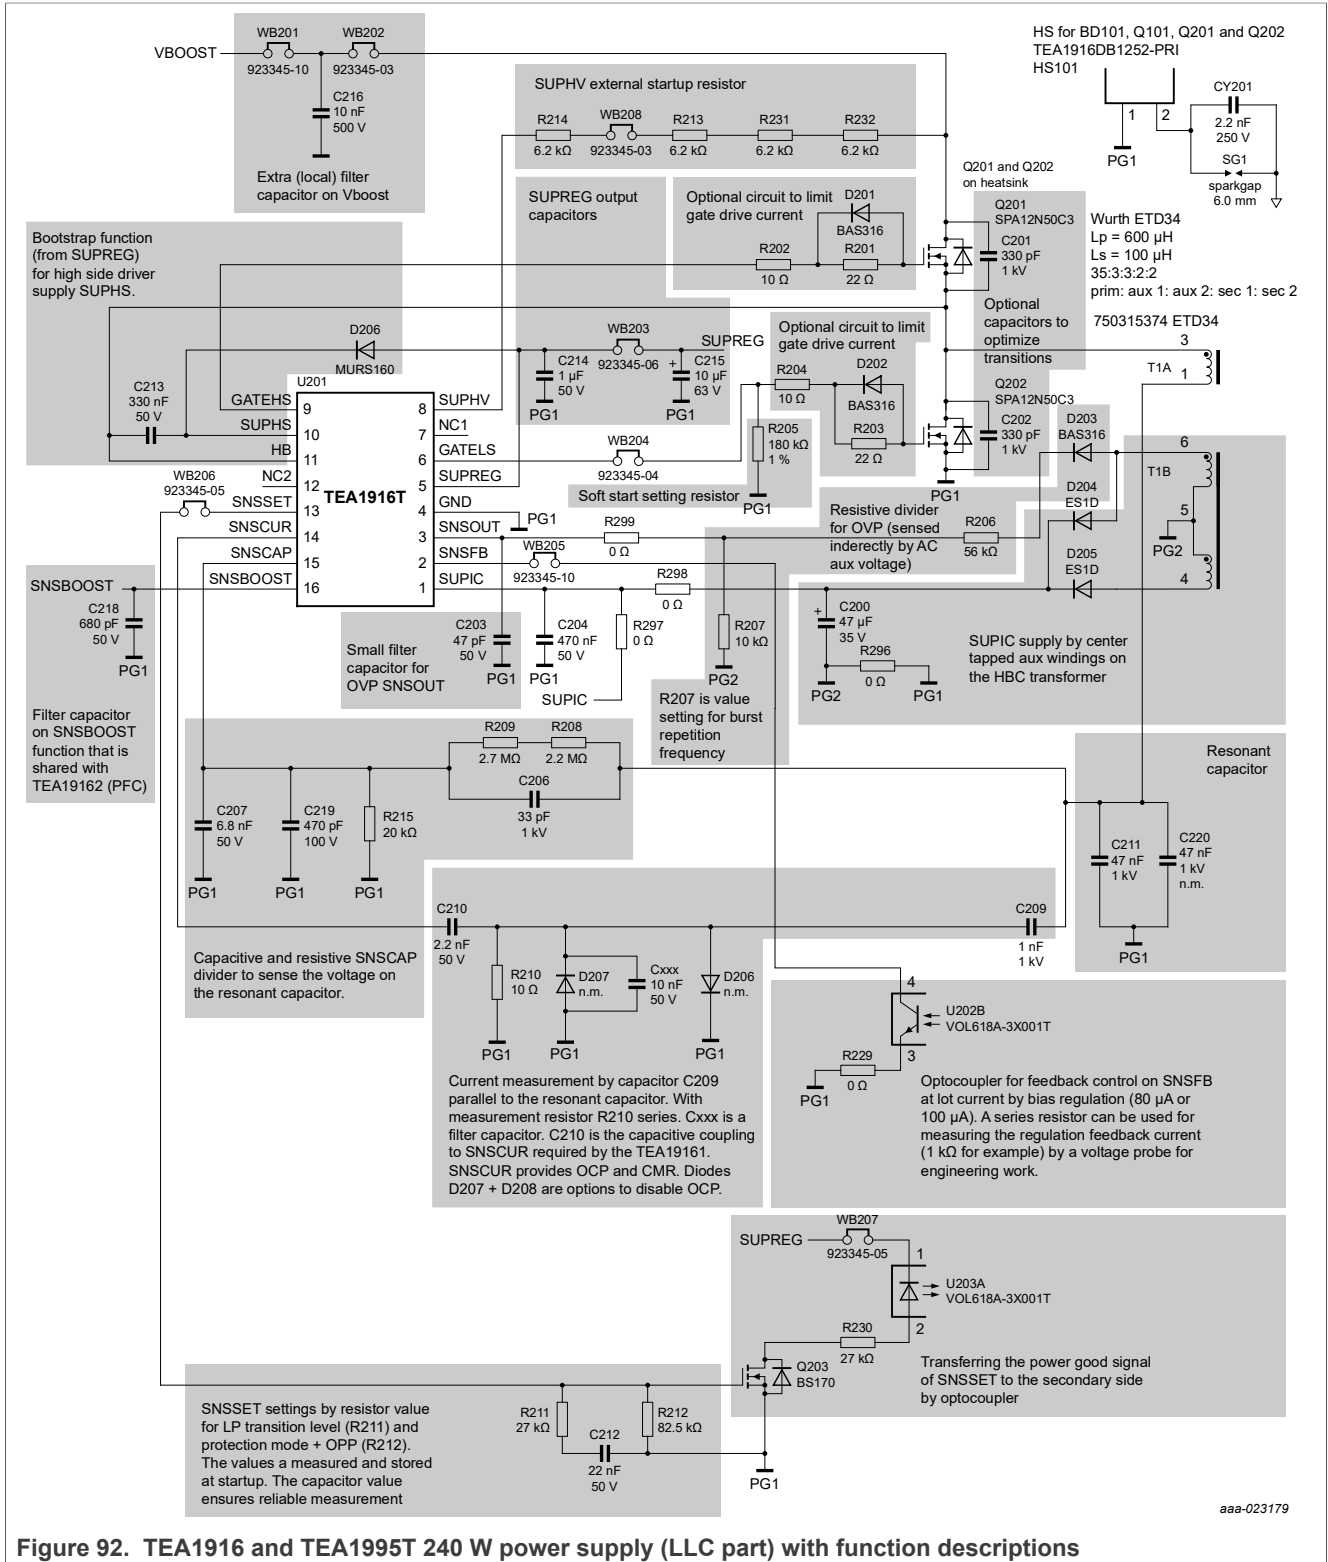 VBOOST
WB201
923345-10
WB202
923345-03
C216
10 nF
500 V
Extra (local) filter
capacitor on Vboost
SUPHV external startup resistor
R214
6.2 kΩ
WB208
923345-03
R213
6.2 kΩ
R231
6.2 kΩ
R232
6.2 kΩ
HS for BD101, Q101, Q201 and Q202
TEA1916DB1252-PRI
HS101
1
2
PG1
CY201
2.2 nF
250 V
SG1
sparkgap
6.0 mm
Bootstrap function
(from SUPREG)
for high side driver
supply SUPHS.
SUPREG output
capacitors
Optional circuit to limit
gate drive current
D201
BAS316
R202
10 Ω
R201
22 Ω
Q201 and Q202
on heatsink
Q201
SPA12N50C3
C201
330 pF
1 kV
Optional
capacitors to
optimize
transitions
Wurth ETD34
Lp = 600 µH
Ls = 100 µH
35:3:3:2:2
prim: aux 1: aux 2: sec 1: sec 2
750315374 ETD34
3
T1A
1
D206
MURS160
C213
330 nF
50 V
C214
1 µF
50 V
PG1
WB203
923345-06
SUPREG
+
C215
10 µF
63 V
PG1
Optional circuit to limit
gate drive current
R204
10 Ω
D202
BAS316
R203
22 Ω
Q202
SPA12N50C3
C202
330 pF
1 kV
PG1
R205
180 kΩ
1 %
PG1
Soft start setting resistor
U201
TEA1916T
GATEHS
9
SUPHS
10
HB
11
NC2
12
SNSSET
13
SNSCUR
14
SNSCAP
15
SNSBOOST
16
8
SUPHV
7
NC1
6
GATELS
5
SUPREG
4
GND
3
SNSOUT
2
SNSFB
1
SUPIC
WB206
923345-05
WB204
923345-04
PG1
R299
0 Ω
WB205
923345-10
R298
0 Ω
Resistive divider
for OVP (sensed
inderectly by AC
aux voltage)
R206
56 kΩ
D203
BAS316
D204
ES1D
D205
ES1D
6
T1B
5
PG2
4
SNSBOOST
C218
680 pF
50 V
PG1
Filter capacitor
on SNSBOOST
function that is
shared with
TEA19162 (PFC)
Small filter
capacitor for
OVP SNSOUT
C203
47 pF
50 V
PG1
C204
470 nF
50 V
PG1
R297
0 Ω
SUPIC
R207
10 kΩ
PG2
R207 is value
setting for burst
repetition
frequency
+
C200
47 µF
35 V
R296
0 Ω
PG2
PG1
SUPIC supply by center
tapped aux windings on
the HBC transformer
R209
2.7 MΩ
R208
2.2 MΩ
C206
33 pF
1 kV
C207
6.8 nF
50 V
PG1
C219
470 pF
100 V
PG1
R215
20 kΩ
PG1
Capacitive and resistive SNSCAP
divider to sense the voltage on
the resonant capacitor.
Resonant
capacitor
C211
47 nF
1 kV
C220
47 nF
1 kV
n.m.
PG1
C210
2.2 nF
50 V
R210
10 Ω
PG1
D207
n.m.
PG1
Cxxx
10 nF
50 V
D206
n.m.
PG1
C209
1 nF
1 kV
Current measurement by capacitor C209
parallel to the resonant capacitor. With
measurement resistor R210 series. Cxxx is a
filter capacitor. C210 is the capacitive coupling
to SNSCUR required by the TEA19161.
SNSCUR provides OCP and CMR. Diodes
D207 + D208 are options to disable OCP.
4
U202B
VOL618A-3X001T
3
R229
0 Ω
PG1
Optocoupler for feedback control on SNSFB
at lot current by bias regulation (80 µA or
100 µA). A series resistor can be used for
measuring the regulation feedback current
(1 kΩ for example) by a voltage probe for
engineering work.
SUPREG
WB207
923345-05
1
U203A
VOL618A-3X001T
2
R230
27 kΩ
Q203
BS170
Transferring the power good signal
of SNSSET to the secondary side
by optocoupler
SNSSET settings by resistor value
for LP transition level (R211) and
protection mode + OPP (R212).
The values a measured and stored
at startup. The capacitor value
ensures reliable measurement
R211
27 kΩ
C212
22 nF
50 V
R212
82.5 kΩ
PG1
aaa-023179
Figure 92. TEA1916 and TEA1995T 240 W power supply (LLC part) with function descriptions